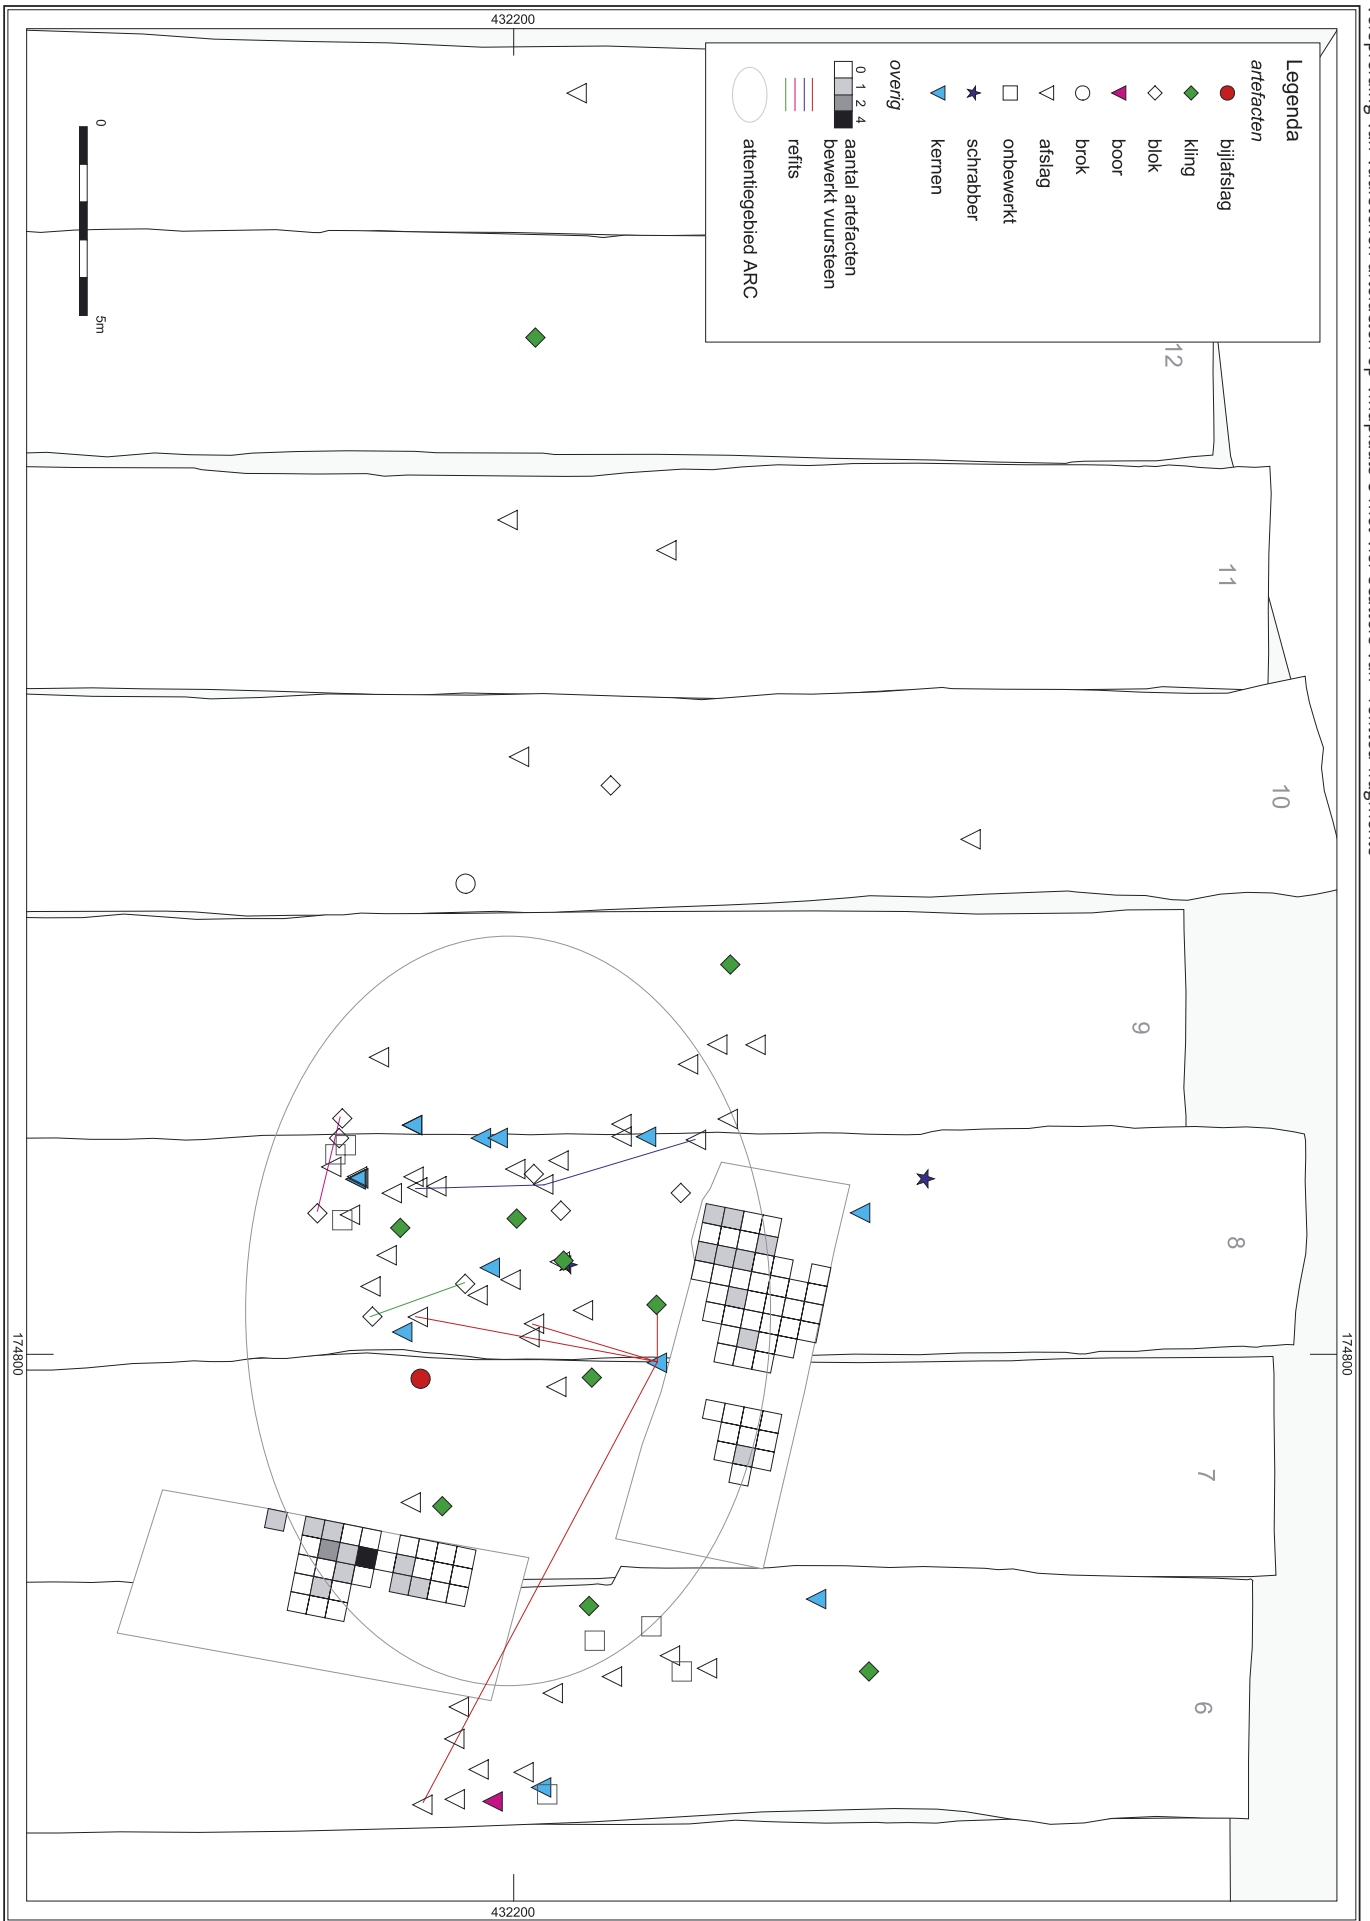 432200
Legenda
artefacten
bijlafslag
kling
blok
boor
brok
afslag
onbewerkt
schrabber
kernen
overig
0 1 2 4
aantal artefacten
bewerkt vuursteen
refits
attentiegebied ARC
0
5m
12
11
10
9
8
7
6
174800
174800
432200